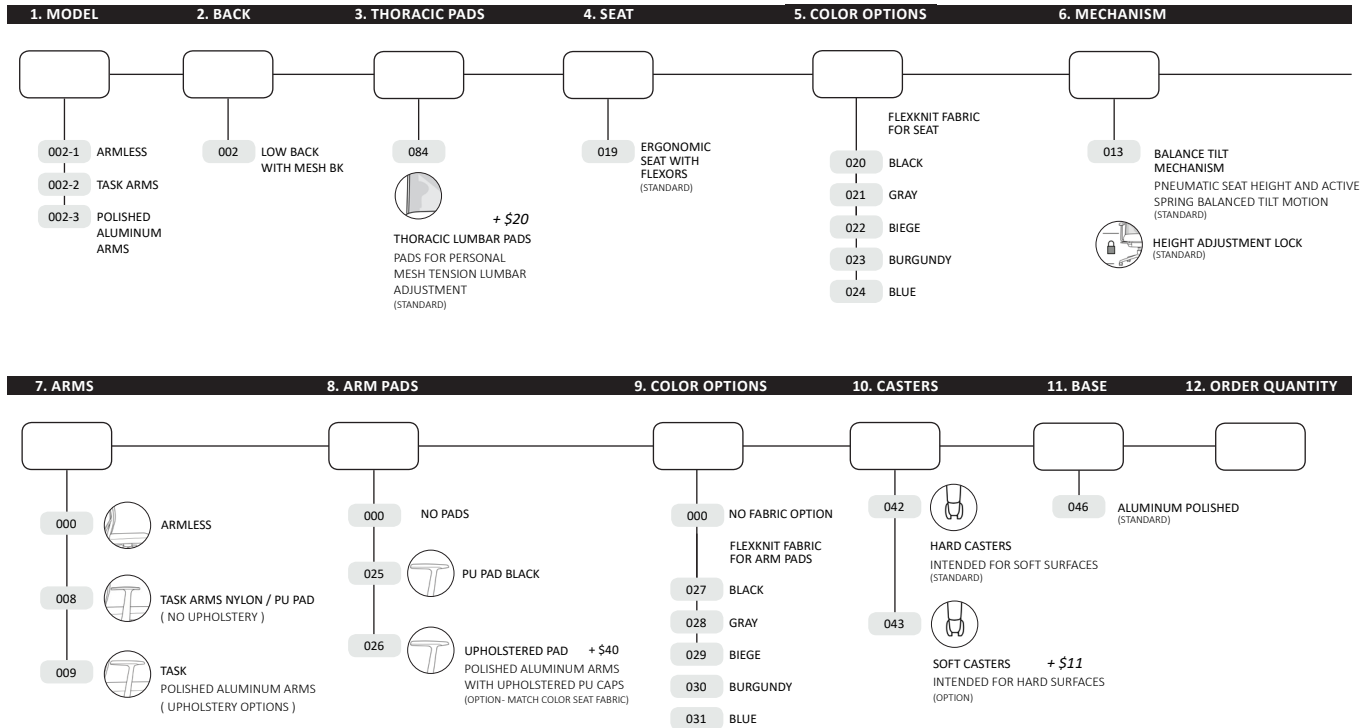 1. MODEL
2. BACK
3. THORACIC PADS
4. SEAT
5. COLOR OPTIONS
6. MECHANISM
002-1 ARMLESS
002-2 TASK ARMS
002-3 POLISHED
ALUMINUM
ARMS
002 LOW BACK
WITH MESH BK
084
+ $20
THORACIC LUMBAR PADS
PADS FOR PERSONAL
MESH TENSION LUMBAR
ADJUSTMENT
(STANDARD)
019 ERGONOMIC
SEAT WITH
FLEXORS
(STANDARD)
FLEXKNIT FABRIC
FOR SEAT
020 BLACK
021 GRAY
022 BIEGE
023 BURGUNDY
024 BLUE
013 BALANCE TILT
MECHANISM
PNEUMATIC SEAT HEIGHT AND ACTIVE
SPRING BALANCED TILT MOTION
(STANDARD)
HEIGHT ADJUSTMENT LOCK
(STANDARD)
7. ARMS
8. ARM PADS
9. COLOR OPTIONS
10. CASTERS
11. BASE
12. ORDER QUANTITY
000 ARMLESS
008 TASK ARMS NYLON / PU PAD
( NO UPHOLSTERY )
009 TASK
POLISHED ALUMINUM ARMS
( UPHOLSTERY OPTIONS )
000 NO PADS
025 PU PAD BLACK
026 UPHOLSTERED PAD + $40
POLISHED ALUMINUM ARMS
WITH UPHOLSTERED PU CAPS
(OPTION- MATCH COLOR SEAT FABRIC)
000 NO FABRIC OPTION
FLEXKNIT FABRIC
FOR ARM PADS
027 BLACK
028 GRAY
029 BIEGE
030 BURGUNDY
031 BLUE
042
HARD CASTERS
INTENDED FOR SOFT SURFACES
(STANDARD)
043
SOFT CASTERS + $11
INTENDED FOR HARD SURFACES
(OPTION)
046 ALUMINUM POLISHED
(STANDARD)